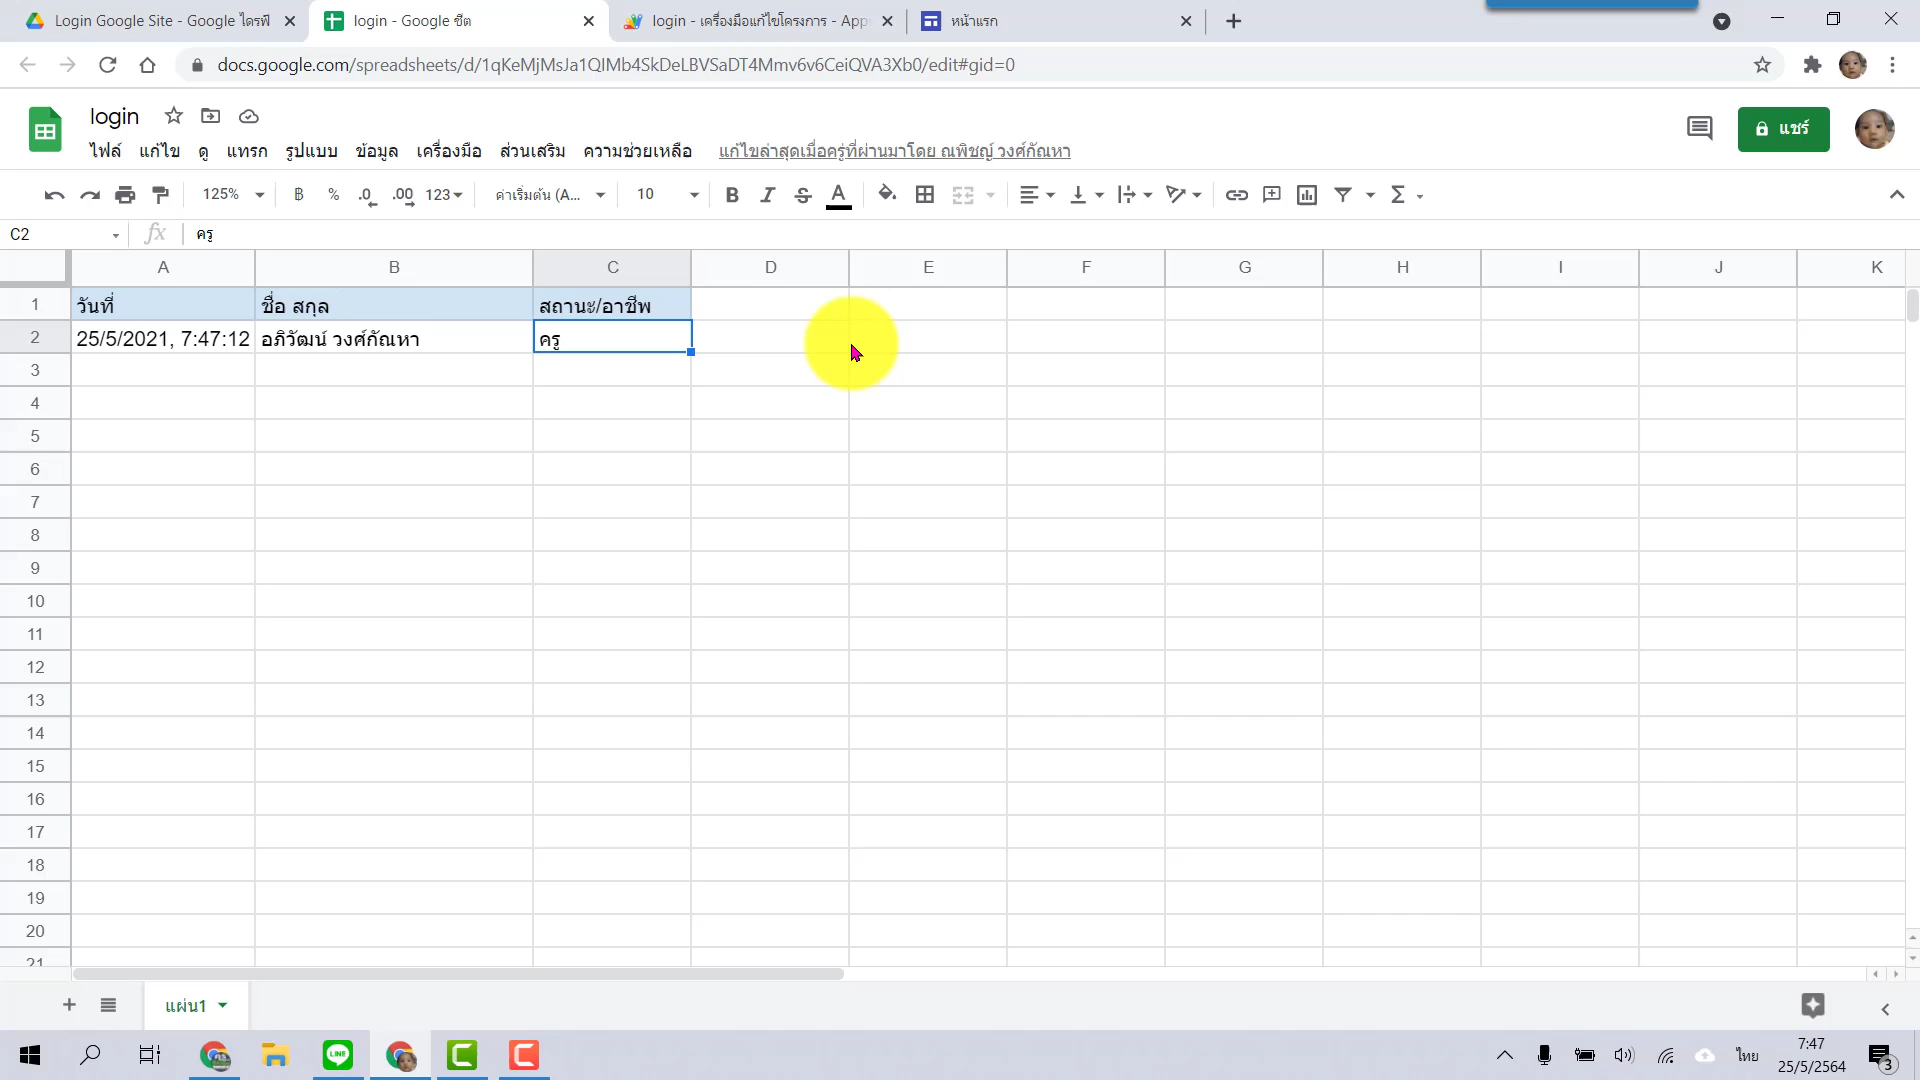 Login Google Site - Google ไดรฟ์
login - Google ชีต
login - เครื่องมือแก้ไขโครงการ - App
หน้าแรก
docs.google.com/spreadsheets/d/1qKeMjMsJa1QIMb4SkDeLBVSaDT4Mmv6v6CeiQVA3Xb0/edit#gid=0
login
แชร์
ไฟล์ แก้ไข ดู แทรก รูปแบบ ข้อมูล เครื่องมือ ส่วนเสริม ความช่วยเหลือ แก้ไขล่าสุดเมื่อครู่ที่ผ่านมาโดย ณพิชญ์ วงศ์กัณหา
125% ฿ % .0 .00 123 ค่าเริ่มต้น (A... 10 B I S A Σ
C2 fx ครู
A B C D E F G H I J K
1 วันที่ ชื่อ สกุล สถานะ/อาชีพ
2 25/5/2021, 7:47:12 อภิวัฒน์ วงศ์กัณหา ครู
3
4
5
6
7
8
9
10
11
12
13
14
15
16
17
18
19
20
21
แผ่น1
LINE
ไทย
7:47
25/5/2564
3